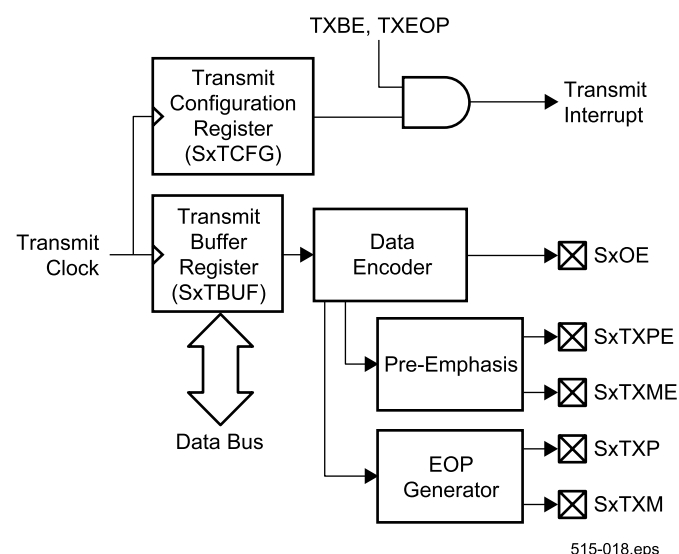 TXBE, TXEOP
Transmit
Configuration
Register
(SxTCFG)
Transmit
Interrupt
Transmit
Clock
Transmit
Buffer
Register
(SxTBUF)
Data
Encoder
SxOE
Pre-Emphasis
SxTXPE
SxTXME
Data Bus
EOP
Generator
SxTXP
SxTXM
515-018.eps